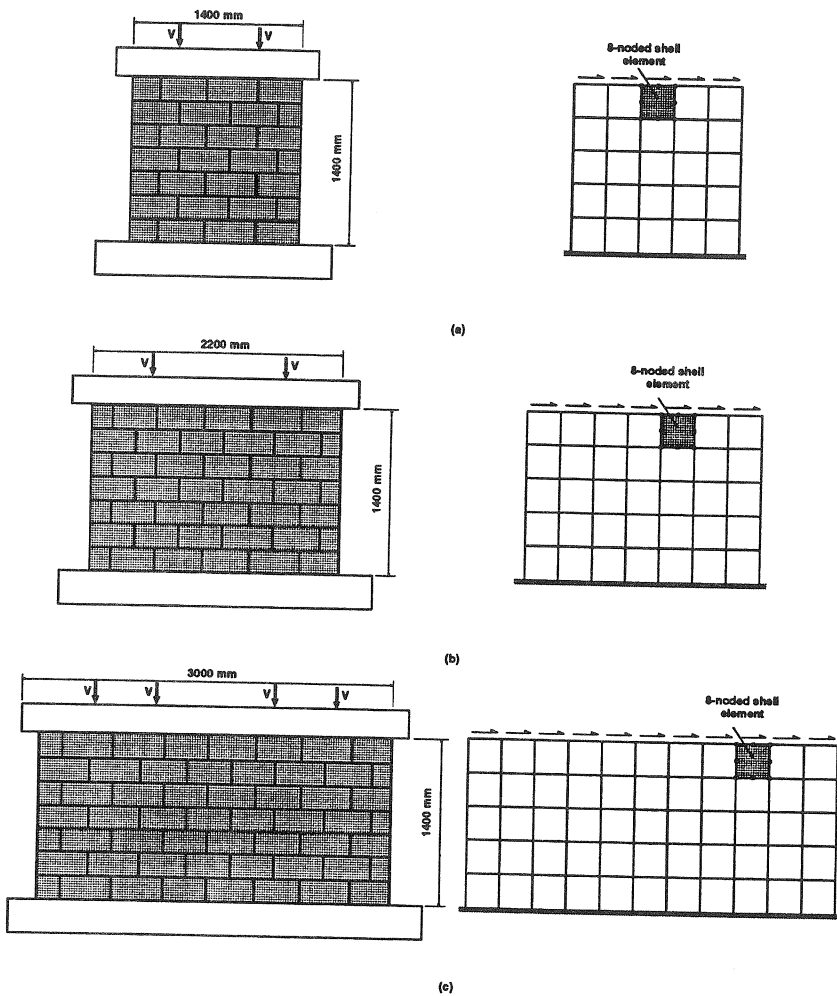 1400 mm
V V
8-noded shell
element
1400 mm
(a)
2200 mm
V V
8-noded shell
element
1400 mm
(b)
3000 mm
V V V V
8-noded shell
element
1400 mm
(c)